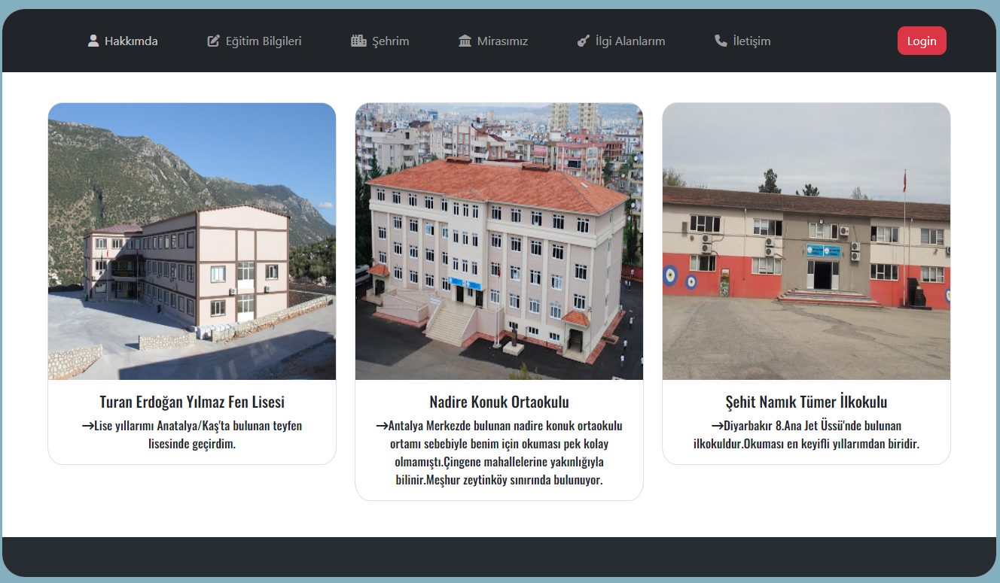 Hakkımda
Eğitim Bilgileri
Şehrim
Mirasımız
İlgi Alanlarım
İletişim
Login
Turan Erdoğan Yılmaz Fen Lisesi
→Lise yıllarımı Anatalya/Kaş'ta bulunan teyfen
lisesinde geçirdim.
Nadire Konuk Ortaokulu
→Antalya Merkezde bulunan nadire konuk ortaokulu
ortamı sebebiyle benim için okuması pek kolay
olmamıştı.Çingene mahallelerine yakınlığıyla
bilinir.Meşhur zeytinköy sınırında bulunuyor.
Şehit Namık Tümer İlkokulu
→Diyarbakır 8.Ana Jet Üssü'nde bulunan
ilkokuldur.Okuması en keyifli yıllarımdan biridir.